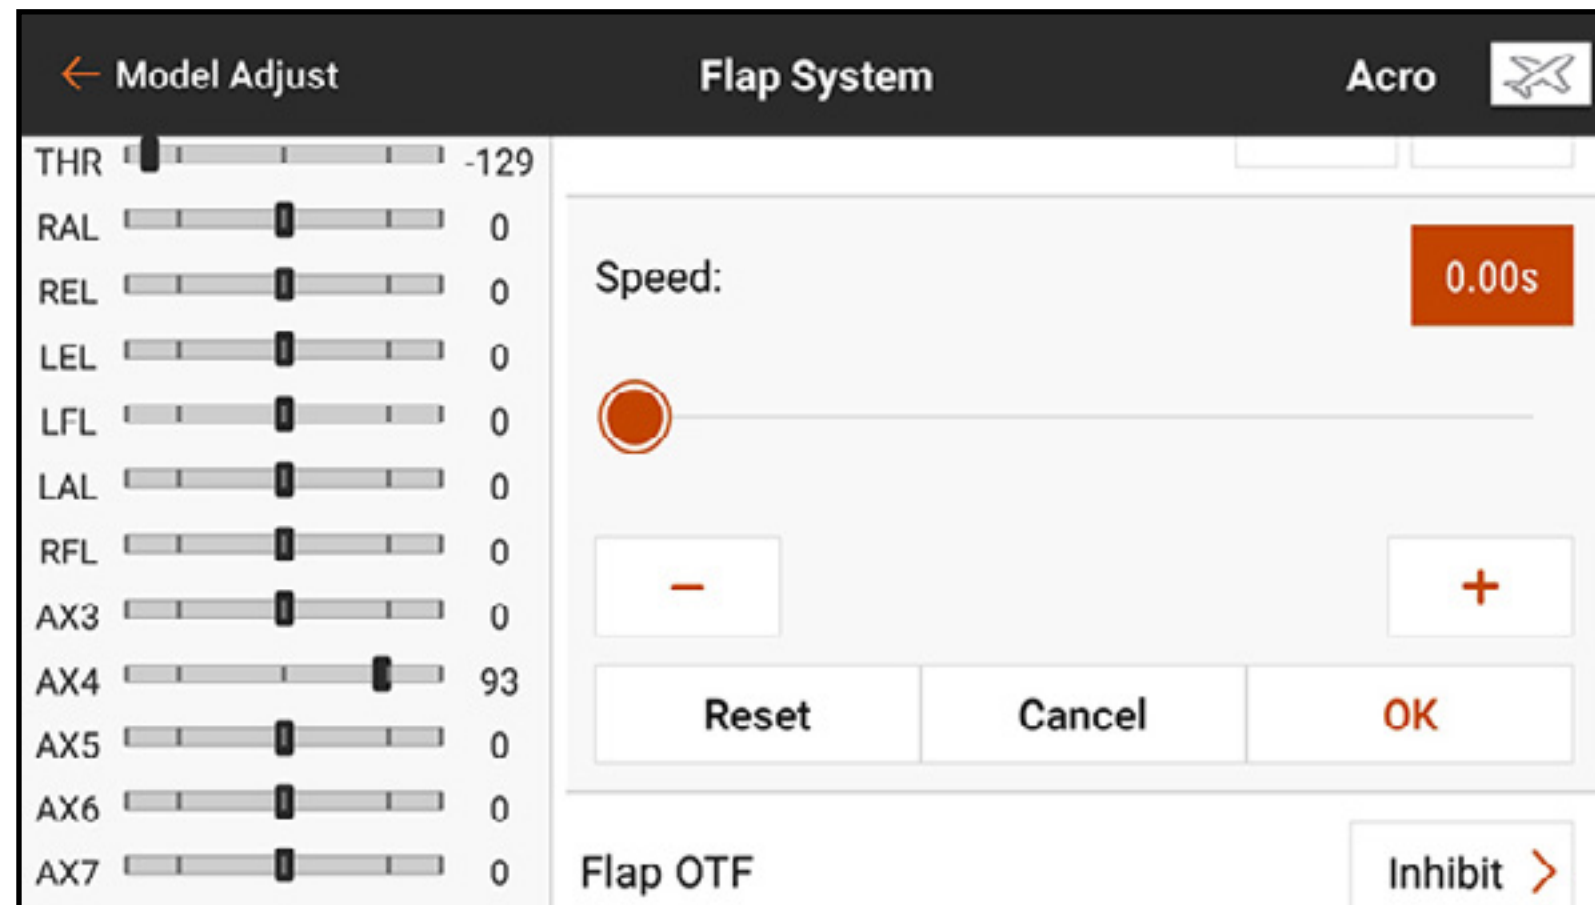 Model Adjust
Flap System
Acro
THR -129
RAL 0
REL 0
LEL 0
LFL 0
LAL 0
RFL 0
AX3 0
AX4 93
AX5 0
AX6 0
AX7 0
Speed:
0.00s
−
+
Reset
Cancel
OK
Flap OTF
Inhibit >